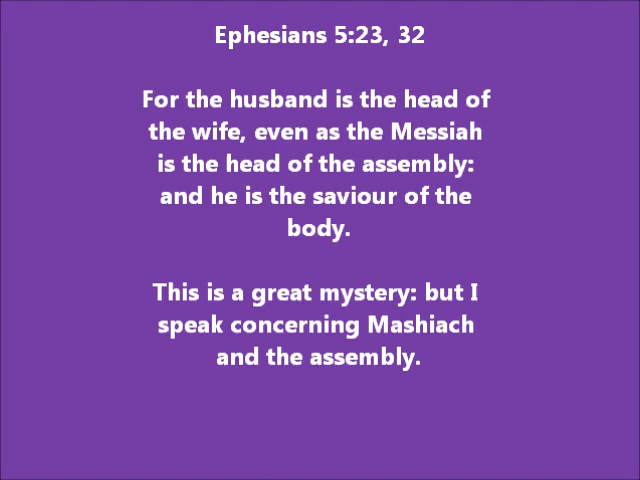 Ephesians 5:23, 32
For the husband is the head of
the wife, even as the Messiah
is the head of the assembly:
and he is the saviour of the
body.
This is a great mystery: but I
speak concerning Mashiach
and the assembly.